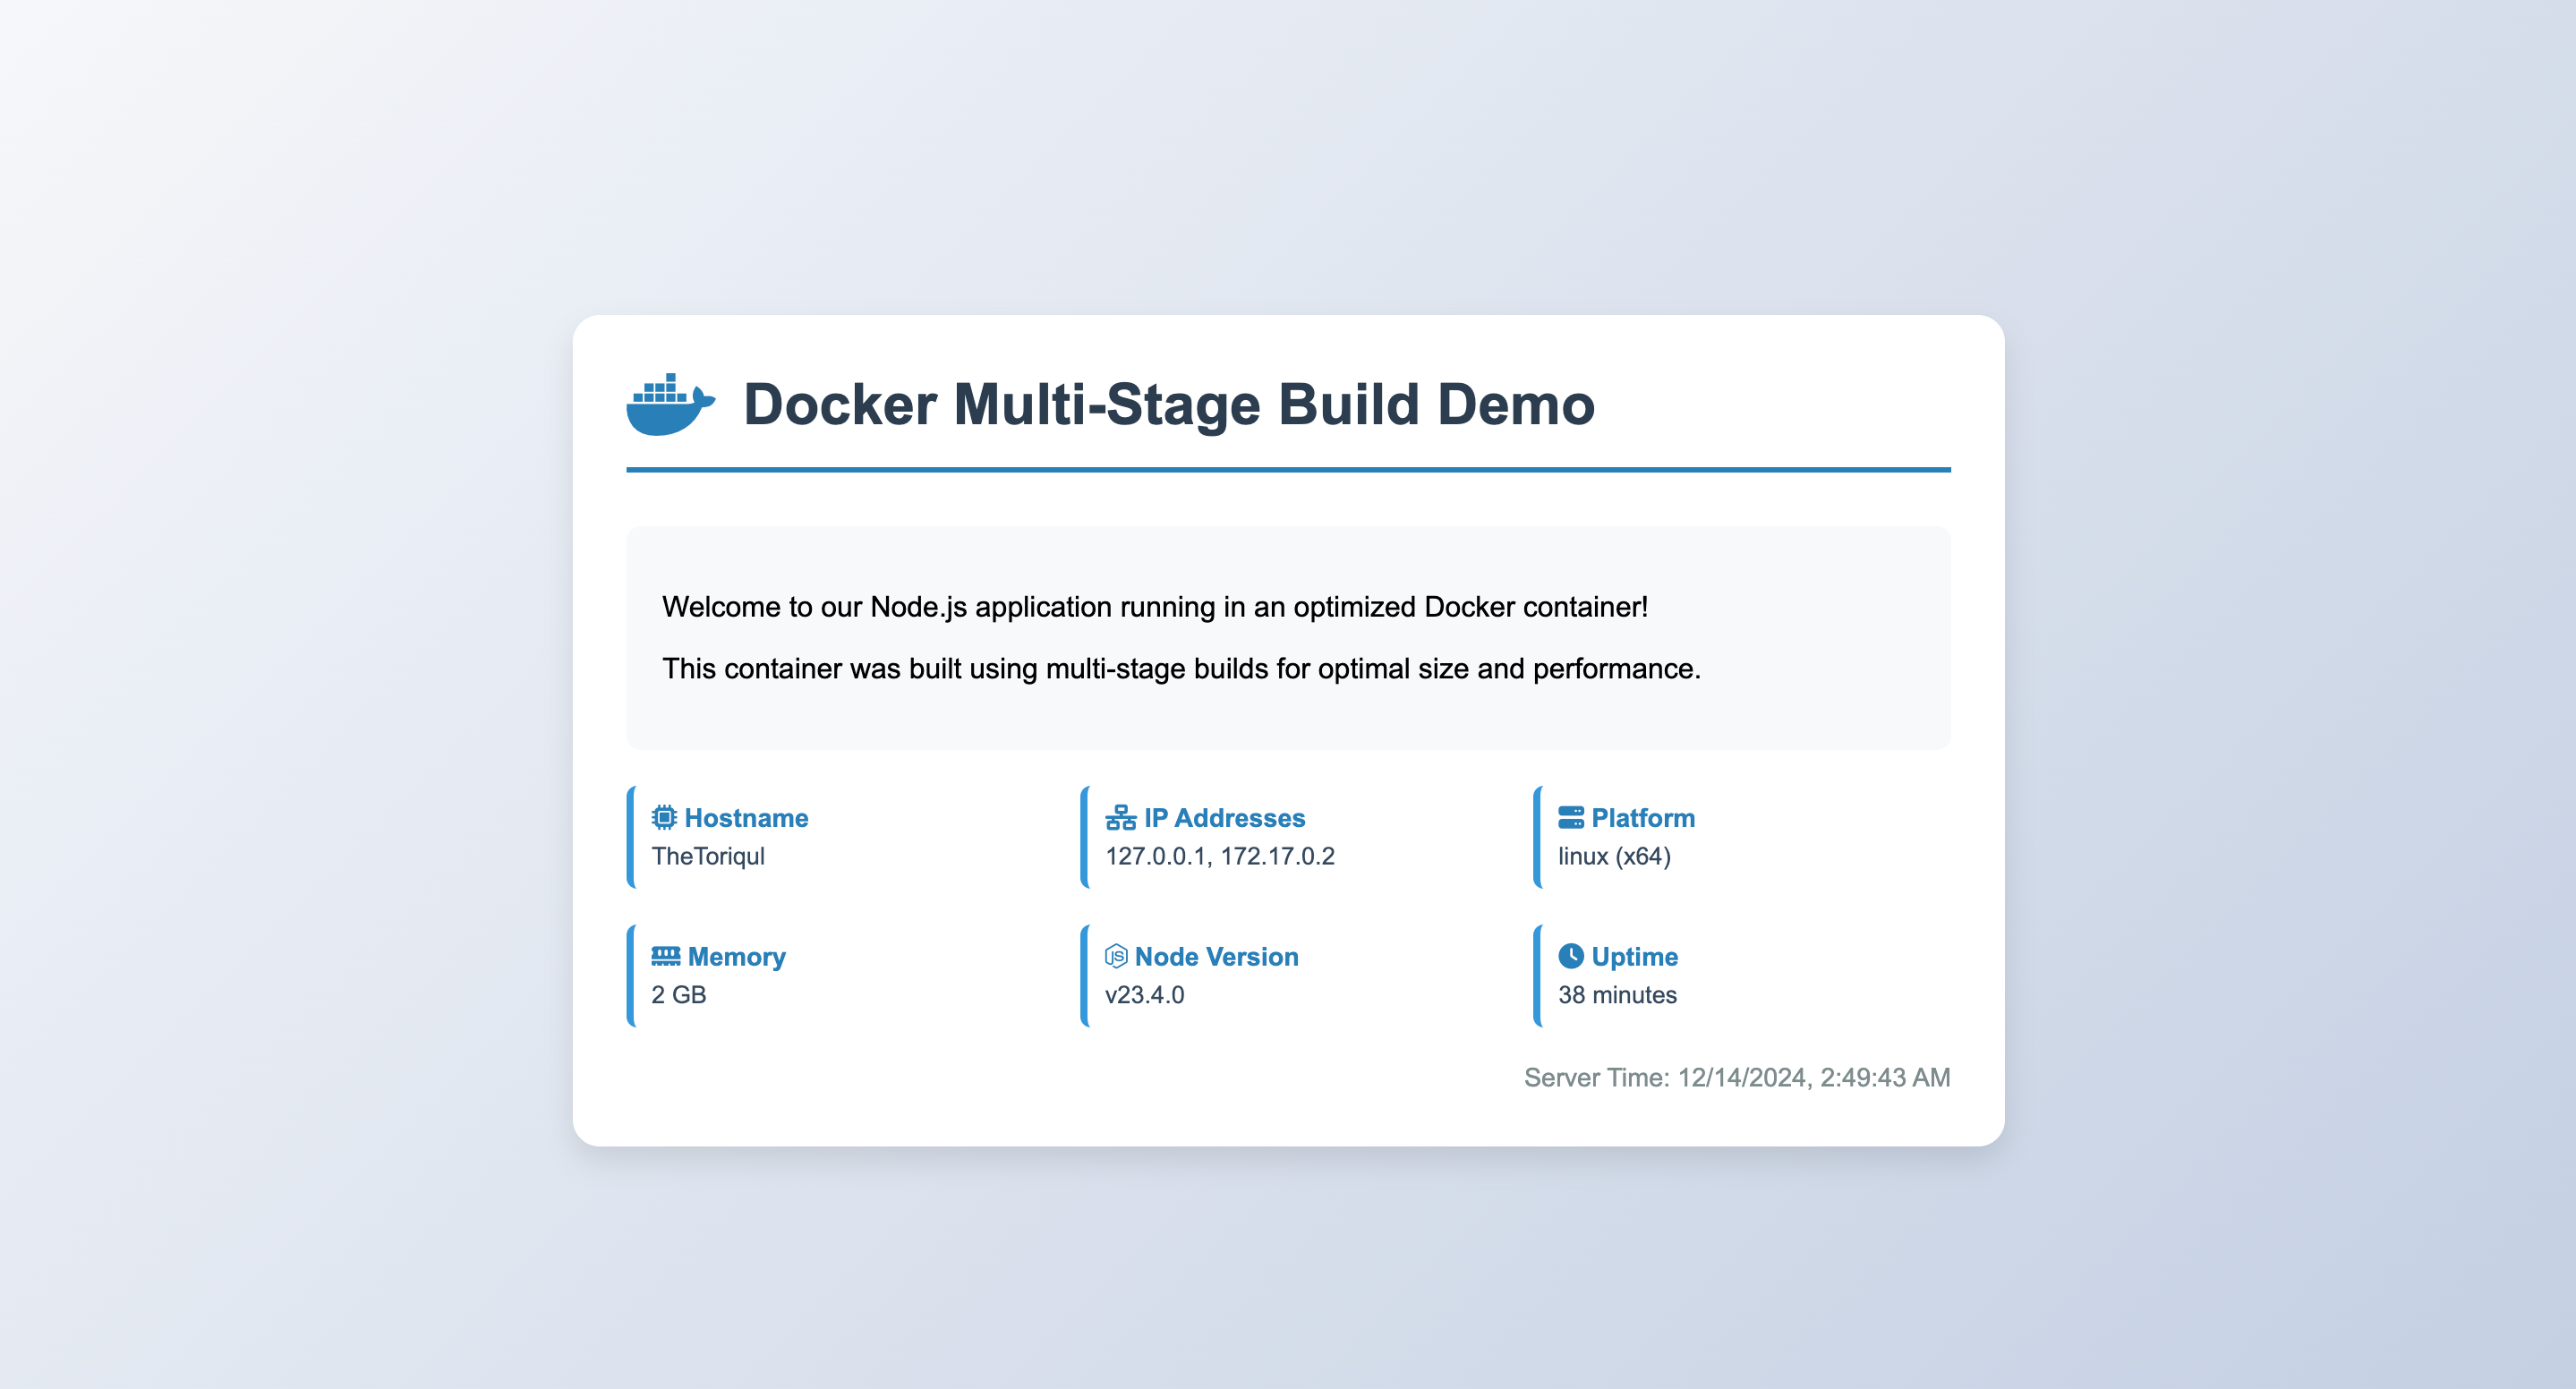 Docker Multi-Stage Build Demo
Welcome to our Node.js application running in an optimized Docker container!
This container was built using multi-stage builds for optimal size and performance.
Hostname
TheToriqul
IP Addresses
127.0.0.1, 172.17.0.2
Platform
linux (x64)
Memory
2 GB
Node Version
v23.4.0
Uptime
38 minutes
Server Time: 12/14/2024, 2:49:43 AM